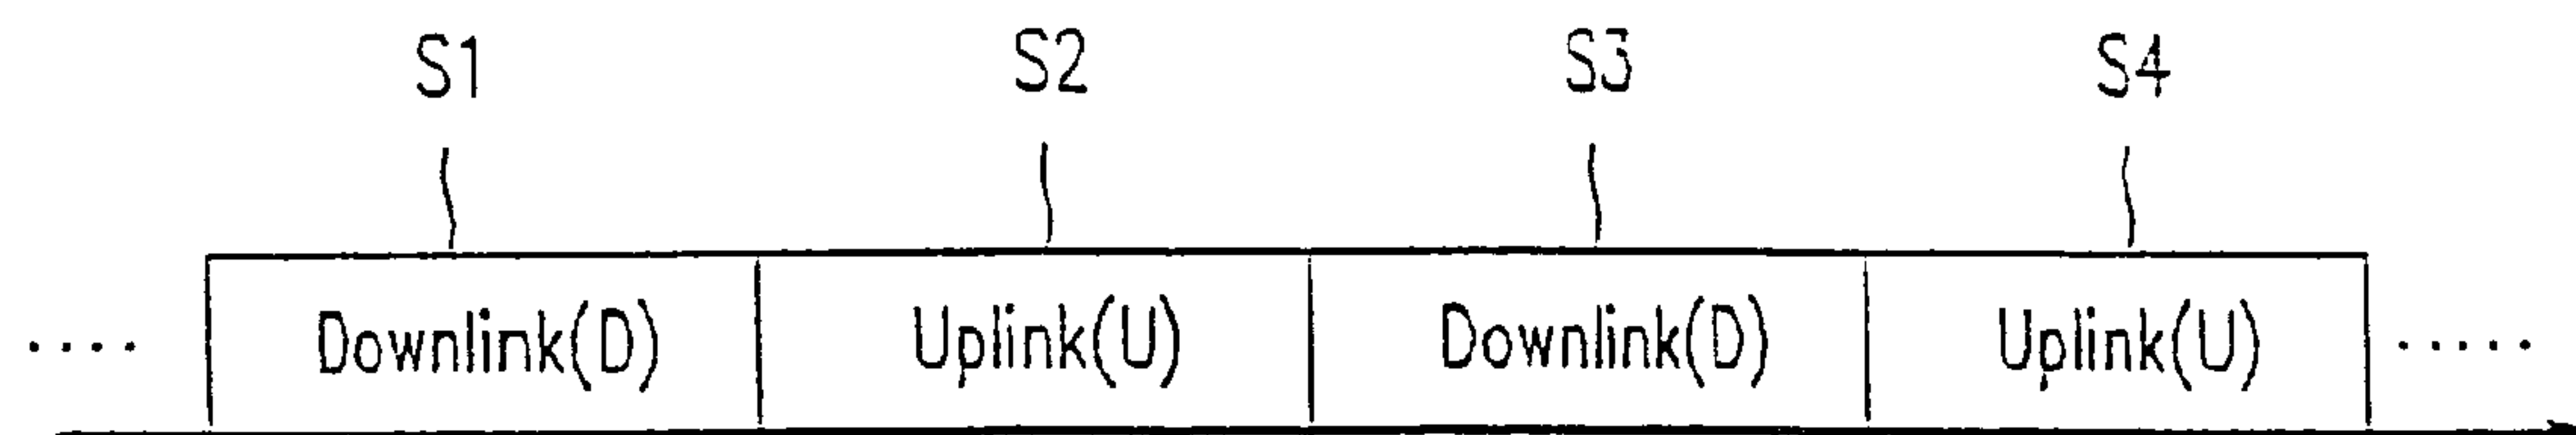 S1 S2 S3 S4
.... Downlink(D) Uplink(U) Downlink(D) Uplink(U) .....